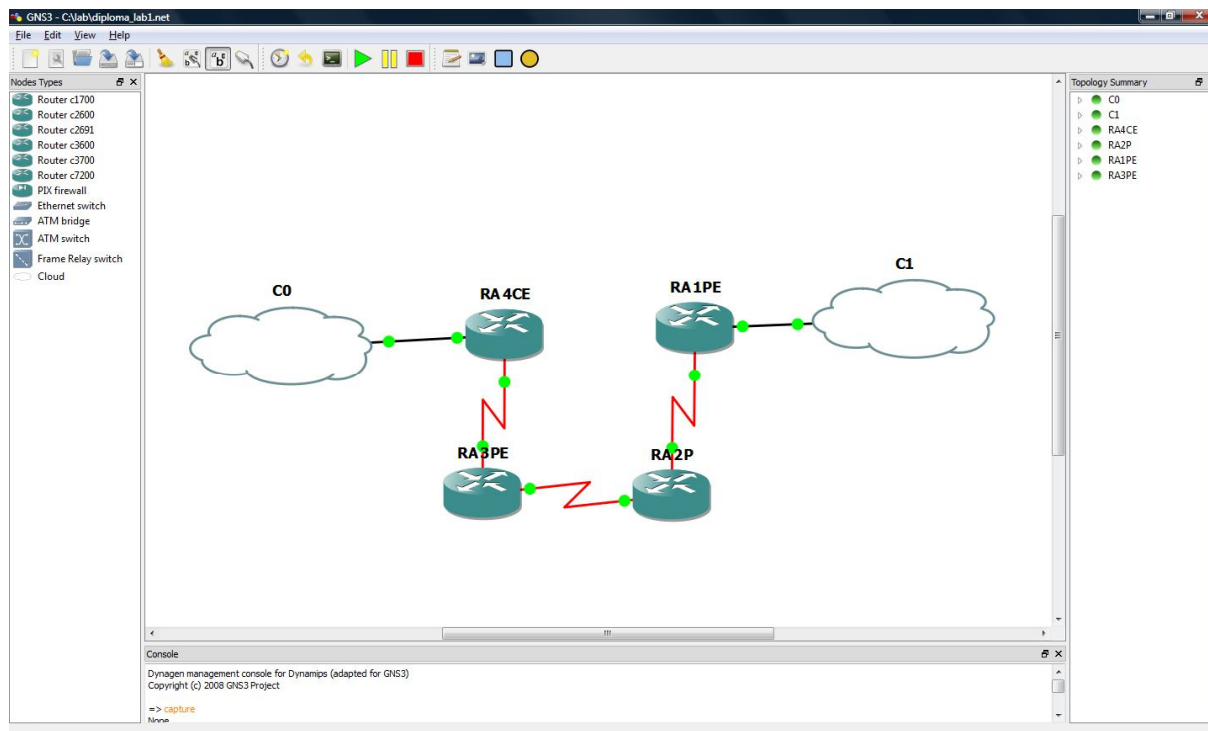 GNS3 - C:\lab\diploma_lab1.net
File Edit View Help
Nodes Types
Router c1700
Router c2600
Router c2691
Router c3600
Router c3700
Router c7200
PIX firewall
Ethernet switch
ATM bridge
ATM switch
Frame Relay switch
Cloud
C0
RA4CE
RA1PE
C1
RA3PE
RA2P
Topology Summary
C0
C1
RA4CE
RA2P
RA1PE
RA3PE
Console
Dynagen management console for Dynamips (adapted for GNS3)
Copyright (c) 2008 GNS3 Project
=> capture
None